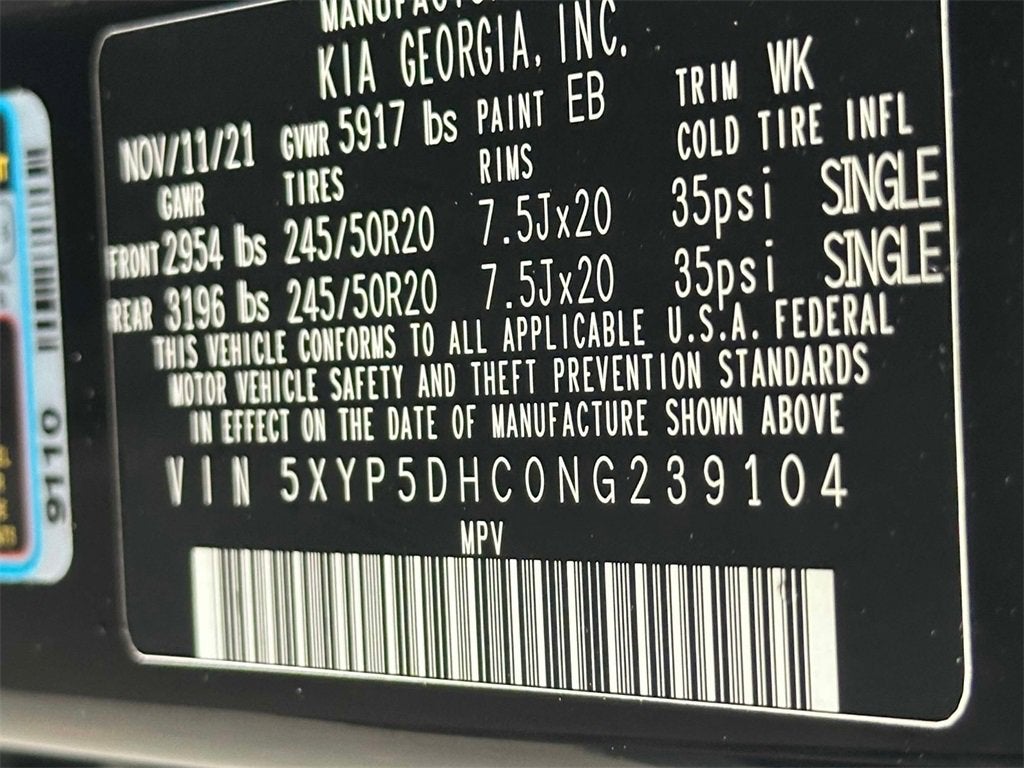 KIA GEORGIA, INC.
NOV/11/21 GVWR 5917 lbs PAINT EB TRIM WK
GAWR TIRES RIMS COLD TIRE INFL
FRONT 2954 lbs 245/50R20 7.5Jx20 35psi SINGLE
REAR 3196 lbs 245/50R20 7.5Jx20 35psi SINGLE
THIS VEHICLE CONFORMS TO ALL APPLICABLE U.S.A. FEDERAL
MOTOR VEHICLE SAFETY AND THEFT PREVENTION STANDARDS
IN EFFECT ON THE DATE OF MANUFACTURE SHOWN ABOVE
VIN 5XYP5DHC0NG239104
MPV
9110